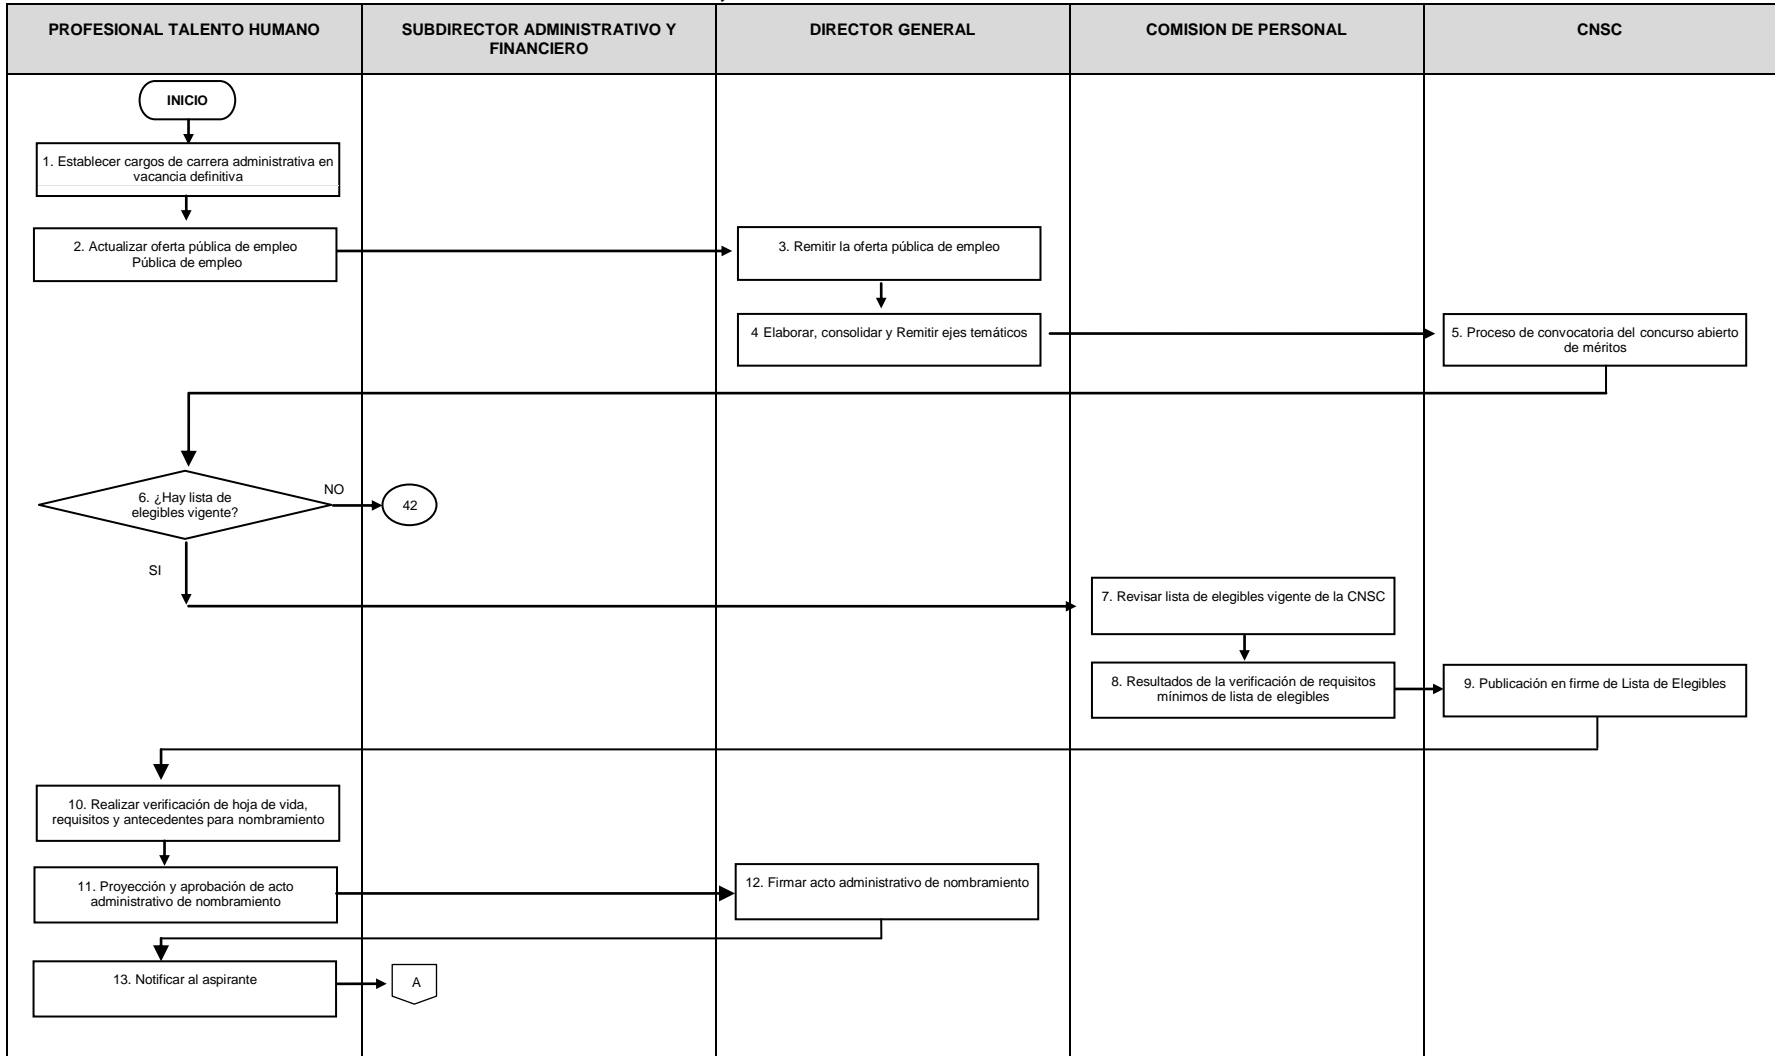 PROFESIONAL TALENTO HUMANO
SUBDIRECTOR ADMINISTRATIVO Y
FINANCIERO
DIRECTOR GENERAL
COMISION DE PERSONAL
CNSC
INICIO
1. Establecer cargos de carrera administrativa en
vacancia definitiva
2. Actualizar oferta pública de empleo
Pública de empleo
3. Remitir la oferta pública de empleo
4 Elaborar, consolidar y Remitir ejes temáticos
5. Proceso de convocatoria del concurso abierto
de méritos
6. ¿Hay lista de
elegibles vigente?
NO
42
SI
7. Revisar lista de elegibles vigente de la CNSC
8. Resultados de la verificación de requisitos
mínimos de lista de elegibles
9. Publicación en firme de Lista de Elegibles
10. Realizar verificación de hoja de vida,
requisitos y antecedentes para nombramiento
11. Proyección y aprobación de acto
administrativo de nombramiento
12. Firmar acto administrativo de nombramiento
13. Notificar al aspirante
A